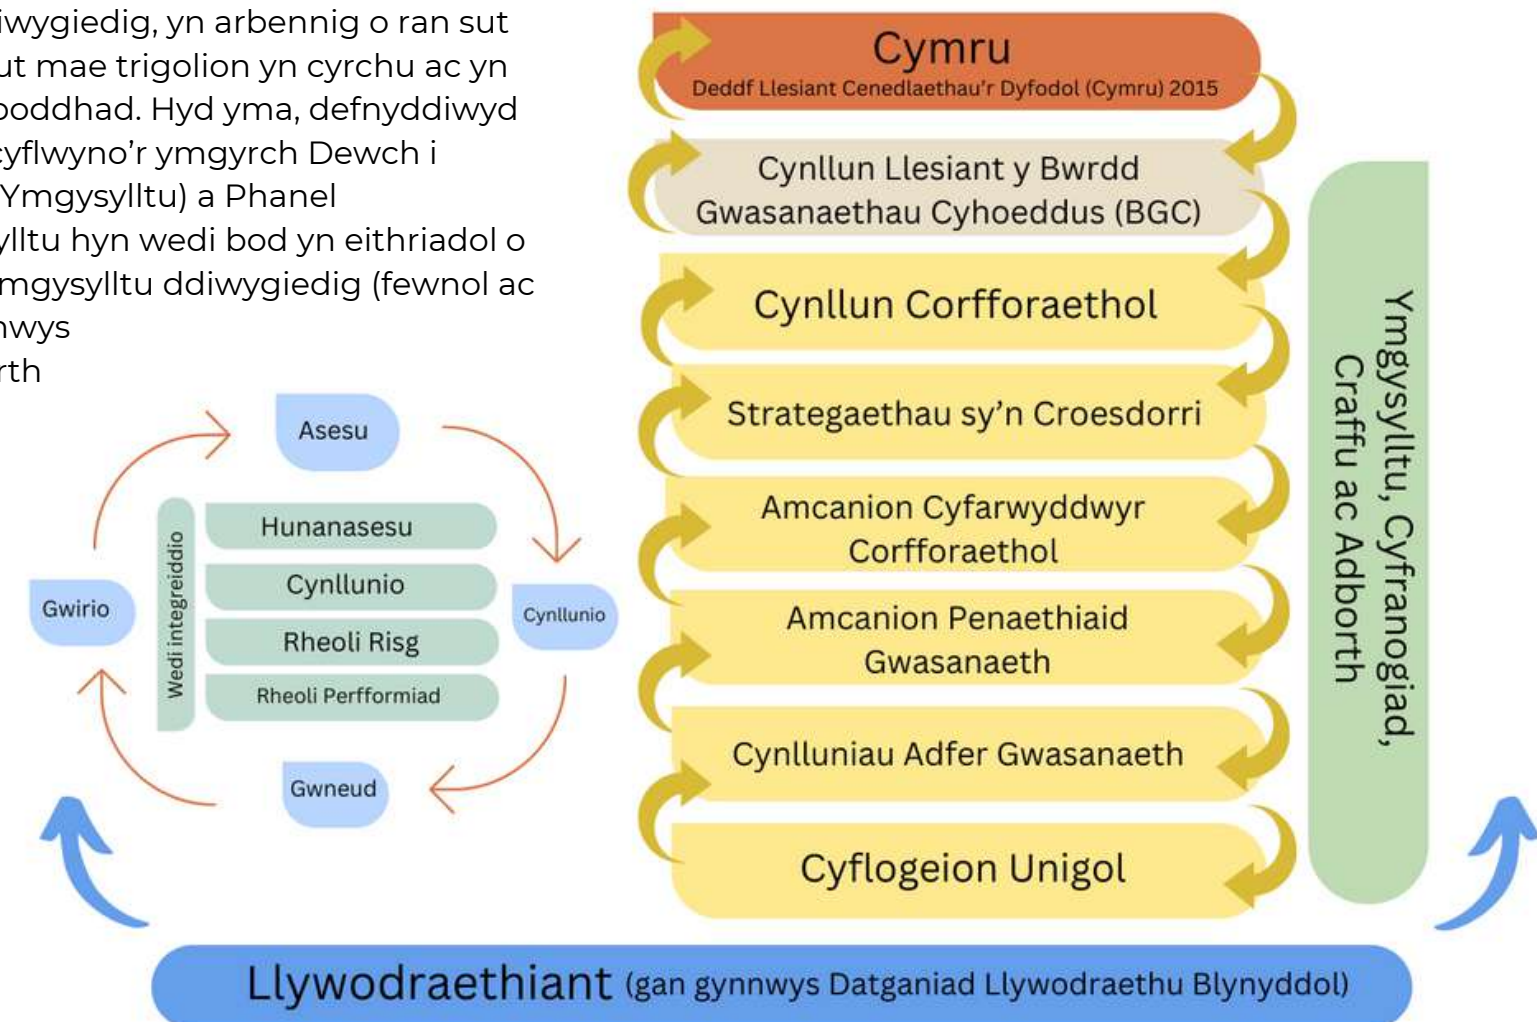 iwygiedig, yn arbennig o ran sut
ut mae trigolion yn cyrchu ac yn
boddhad. Hyd yma, defnyddiwyd
cyflwyno'r ymgyrch Dewch i
Ymgysylltu) a Phanel
ylltu hyn wedi bod yn eithriadol o
mgysylltu ddiwygiedig (fewnol ac
nwys
rth
Asesu
Cynllunio
Gwneud
Gwirio
Wedi integreiddio
Hunanasesu
Cynllunio
Rheoli Risg
Rheoli Perfformiad
Cymru
Deddf Llesiant Cenedlaethau'r Dyfodol (Cymru) 2015
Cynllun Llesiant y Bwrdd
Gwasanaethau Cyhoeddus (BGC)
Cynllun Corfforaethol
Strategaethau sy'n Croesdorri
Amcanion Cyfarwyddwyr
Corfforaethol
Amcanion Penaethiaid
Gwasanaeth
Cynlluniau Adfer Gwasanaeth
Cyflogeion Unigol
Ymgysylltu, Cyfranogiad,
Craffu ac Adborth
Llywodraethiant (gan gynnwys Datganiad Llywodraethu Blynyddol)